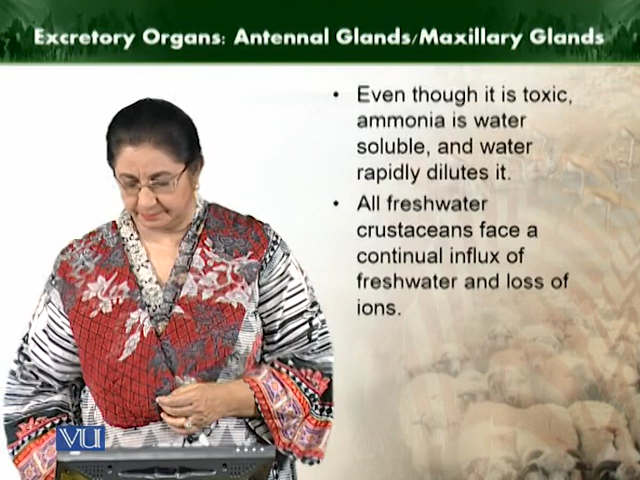 Excretory Organs: Antennal Glands/Maxillary Glands
• Even though it is toxic,
ammonia is water
soluble, and water
rapidly dilutes it.
• All freshwater
crustaceans face a
continual influx of
freshwater and loss of
ions.
VU